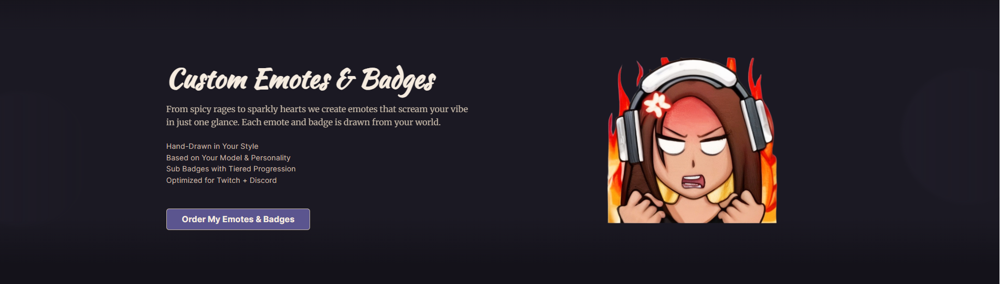 Custom Emotes & Badges
From spicy rages to sparkly hearts we create emotes that scream your vibe
in just one glance. Each emote and badge is drawn from your world.
Hand-Drawn in Your Style
Based on Your Model & Personality
Sub Badges with Tiered Progression
Optimized for Twitch + Discord
Order My Emotes & Badges